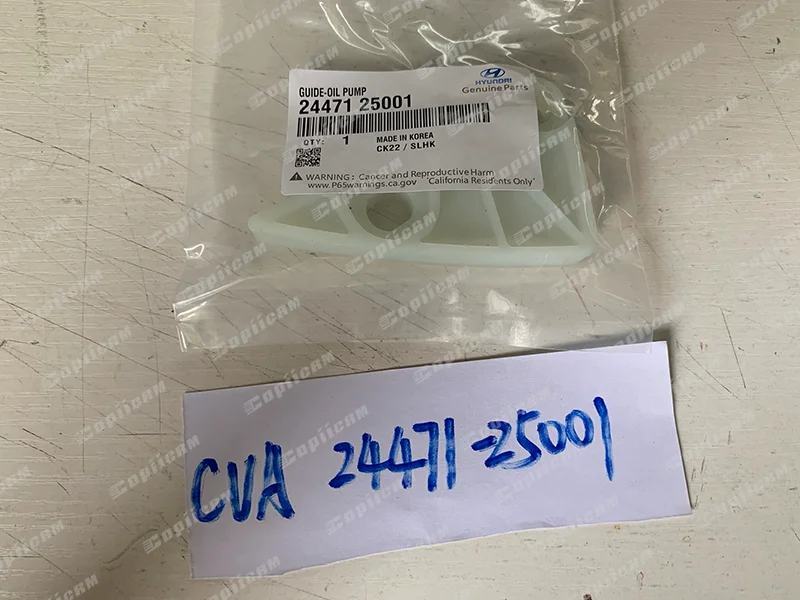 GUIDE-OIL PUMP
24471 25001
HYUNDAI
Genuine Parts
QTY: 1
MADE IN KOREA
CK22 / SLHK
WARNING: Cancer and Reproductive Harm
www.P65warnings.ca.gov "California Residents Only"
CVA 24471-25001
COPIICAM